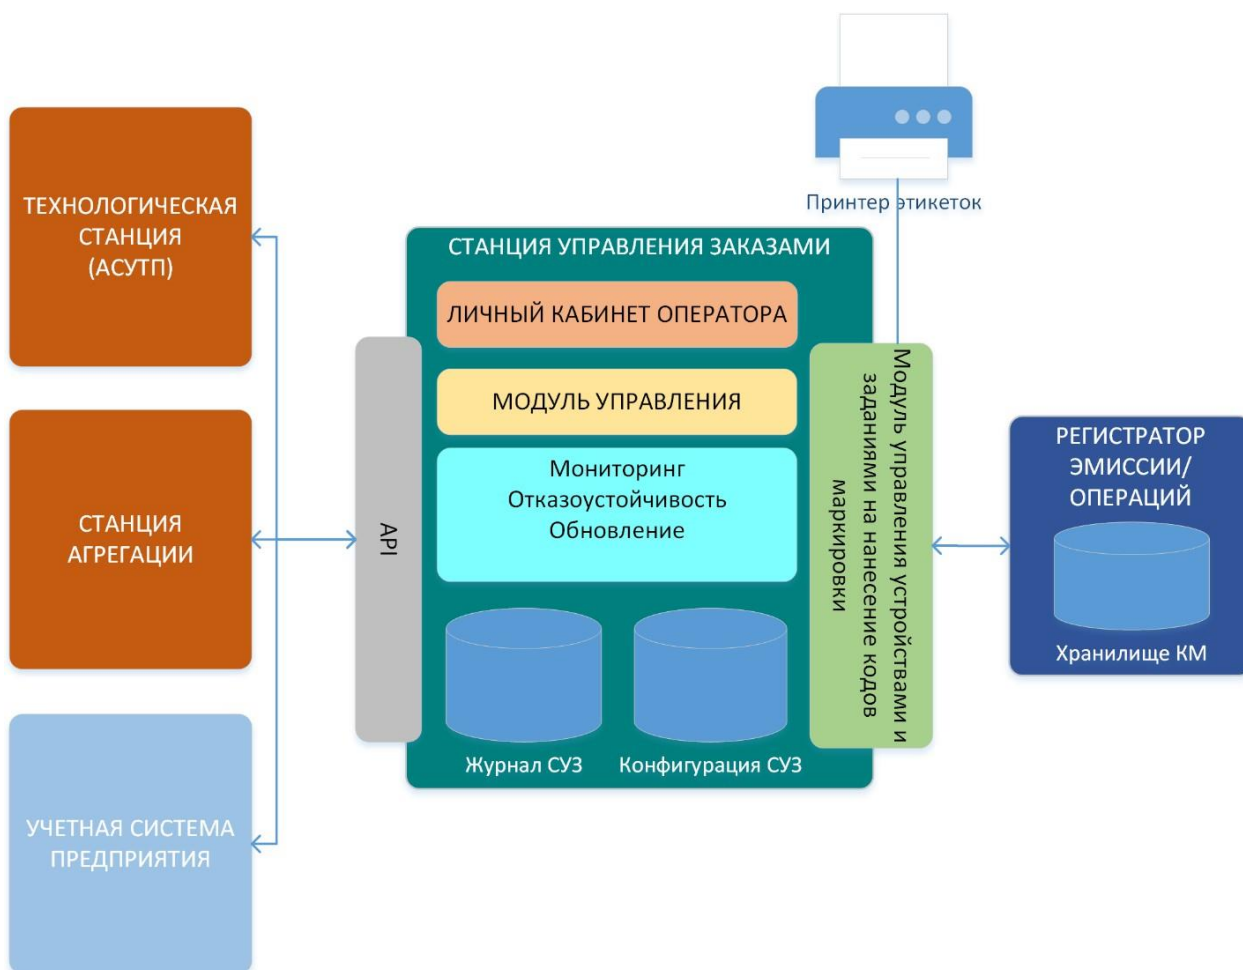 Принтер этикеток
ТЕХНОЛОГИЧЕСКАЯ
СТАНЦИЯ
(АСУТП)
СТАНЦИЯ
АГРЕГАЦИИ
УЧЕТНАЯ СИСТЕМА
ПРЕДПРИЯТИЯ
API
СТАНЦИЯ УПРАВЛЕНИЯ ЗАКАЗАМИ
ЛИЧНЫЙ КАБИНЕТ ОПЕРАТОРА
МОДУЛЬ УПРАВЛЕНИЯ
Мониторинг
Отказоустойчивость
Обновление
Журнал СУЗ
Конфигурация СУЗ
Модуль управления устройствами и
заданиями на нанесение кодов
маркировки
РЕГИСТРАТОР
ЭМИССИИ/
ОПЕРАЦИЙ
Хранилище КМ